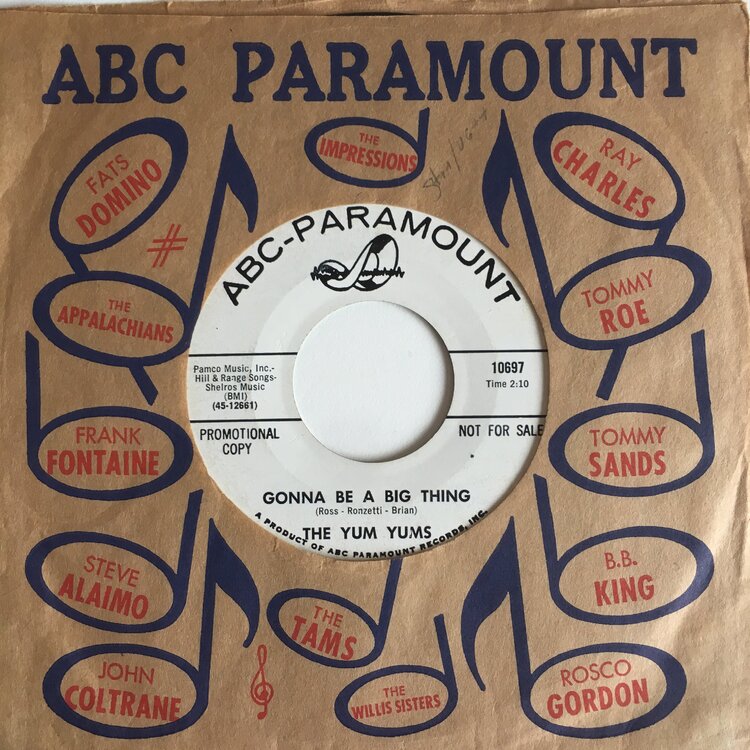 ABC PARAMOUNT
FATS
DOMINO
THE
IMPRESSIONS
RAY
CHARLES
#
THE
APPALACHIANS
TOMMY
ROE
FRANK
FONTAINE
TOMMY
SANDS
STEVE
ALAIMO
B.B.
KING
THE
TAMS
JOHN
COLTRANE
THE
WILLIS SISTERS
ROSCO
GORDON
ABC-PARAMOUNT
Pamco Music, Inc.-
Hill & Range Songs-
Shelros Music
(BMI)
(45-12661)
10697
Time 2:10
PROMOTIONAL
COPY
NOT FOR SALE
GONNA BE A BIG THING
(Ross - Ronzetti - Brian)
THE YUM YUMS
A PRODUCT OF ABC PARAMOUNT RECORDS, INC.